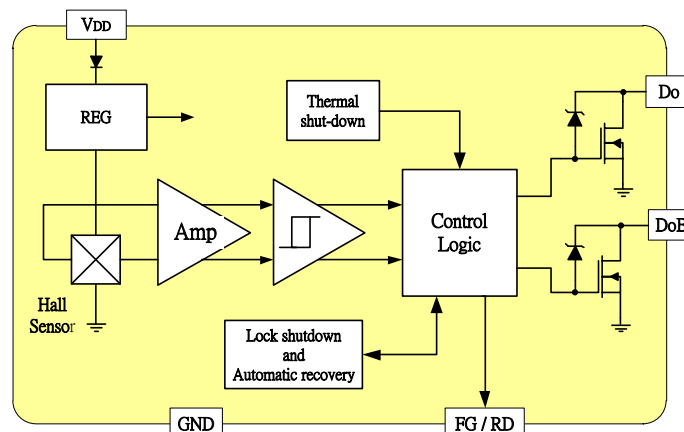 VDD
REG
Thermal
shut-down
Do
Amp
Control
Logic
DoB
Hall
Sensor
Lock shutdown
and
Automatic recovery
GND
FG / RD